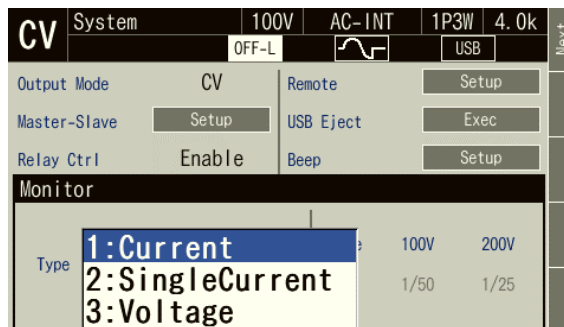 CV System 100V AC-INT 1P3W 4.0k Next
OFF-L USB
Output Mode CV Remote Setup
Master-Slave Setup USB Eject Exec
Relay Ctrl Enable Beep Setup
Monitor
Type 1:Current 100V 200V
2:SingleCurrent 1/50 1/25
3:Voltage